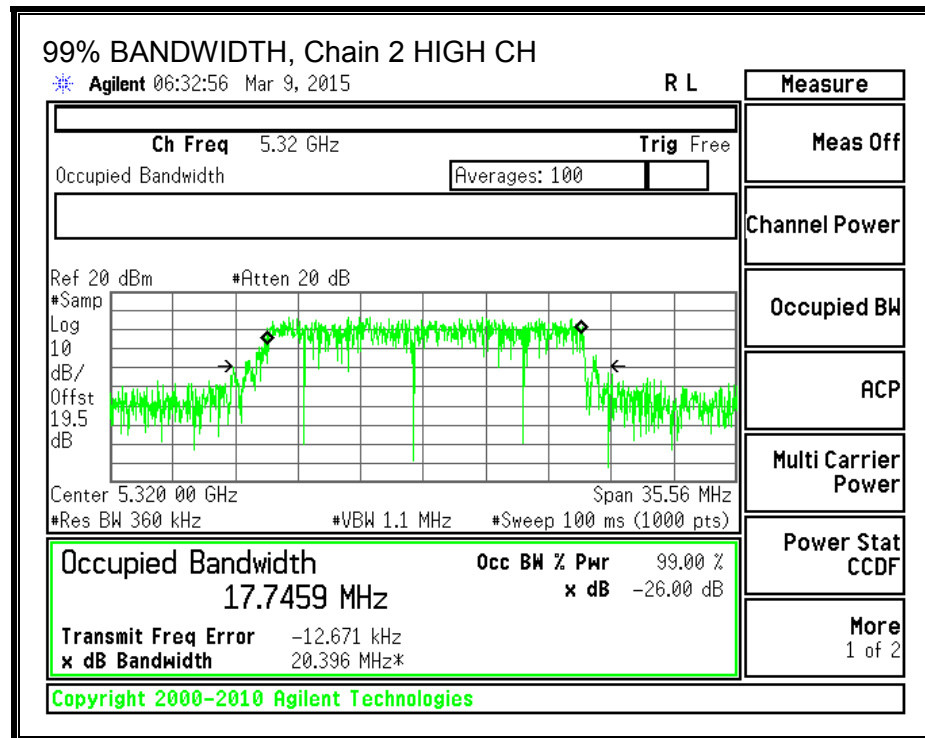 99% BANDWIDTH, Chain 2 HIGH CH
Agilent 06:32:56 Mar 9, 2015 R L
Ch Freq 5.32 GHz Trig Free
Occupied Bandwidth Averages: 100
Ref 20 dBm #Atten 20 dB
#Samp
Log
10
dB/
Offst
19.5
dB
Center 5.320 00 GHz Span 35.56 MHz
#Res BW 360 kHz #VBW 1.1 MHz #Sweep 100 ms (1000 pts)
Occupied Bandwidth Occ BW % Pwr 99.00 %
17.7459 MHz x dB -26.00 dB
Transmit Freq Error -12.671 kHz
x dB Bandwidth 20.396 MHz*
Copyright 2000-2010 Agilent Technologies
Measure
Meas Off
Channel Power
Occupied BW
ACP
Multi Carrier
Power
Power Stat
CCDF
More
1 of 2